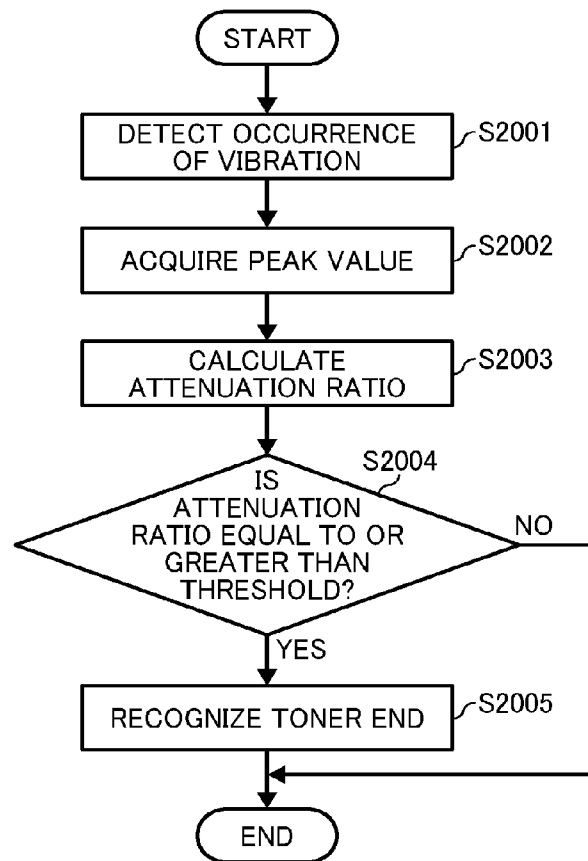 START
DETECT OCCURRENCE
OF VIBRATION
S2001
ACQUIRE PEAK VALUE
S2002
CALCULATE
ATTENUATION RATIO
S2003
S2004
IS
ATTENUATION
RATIO EQUAL TO OR
GREATER THAN
THRESHOLD?
NO
YES
RECOGNIZE TONER END
S2005
END